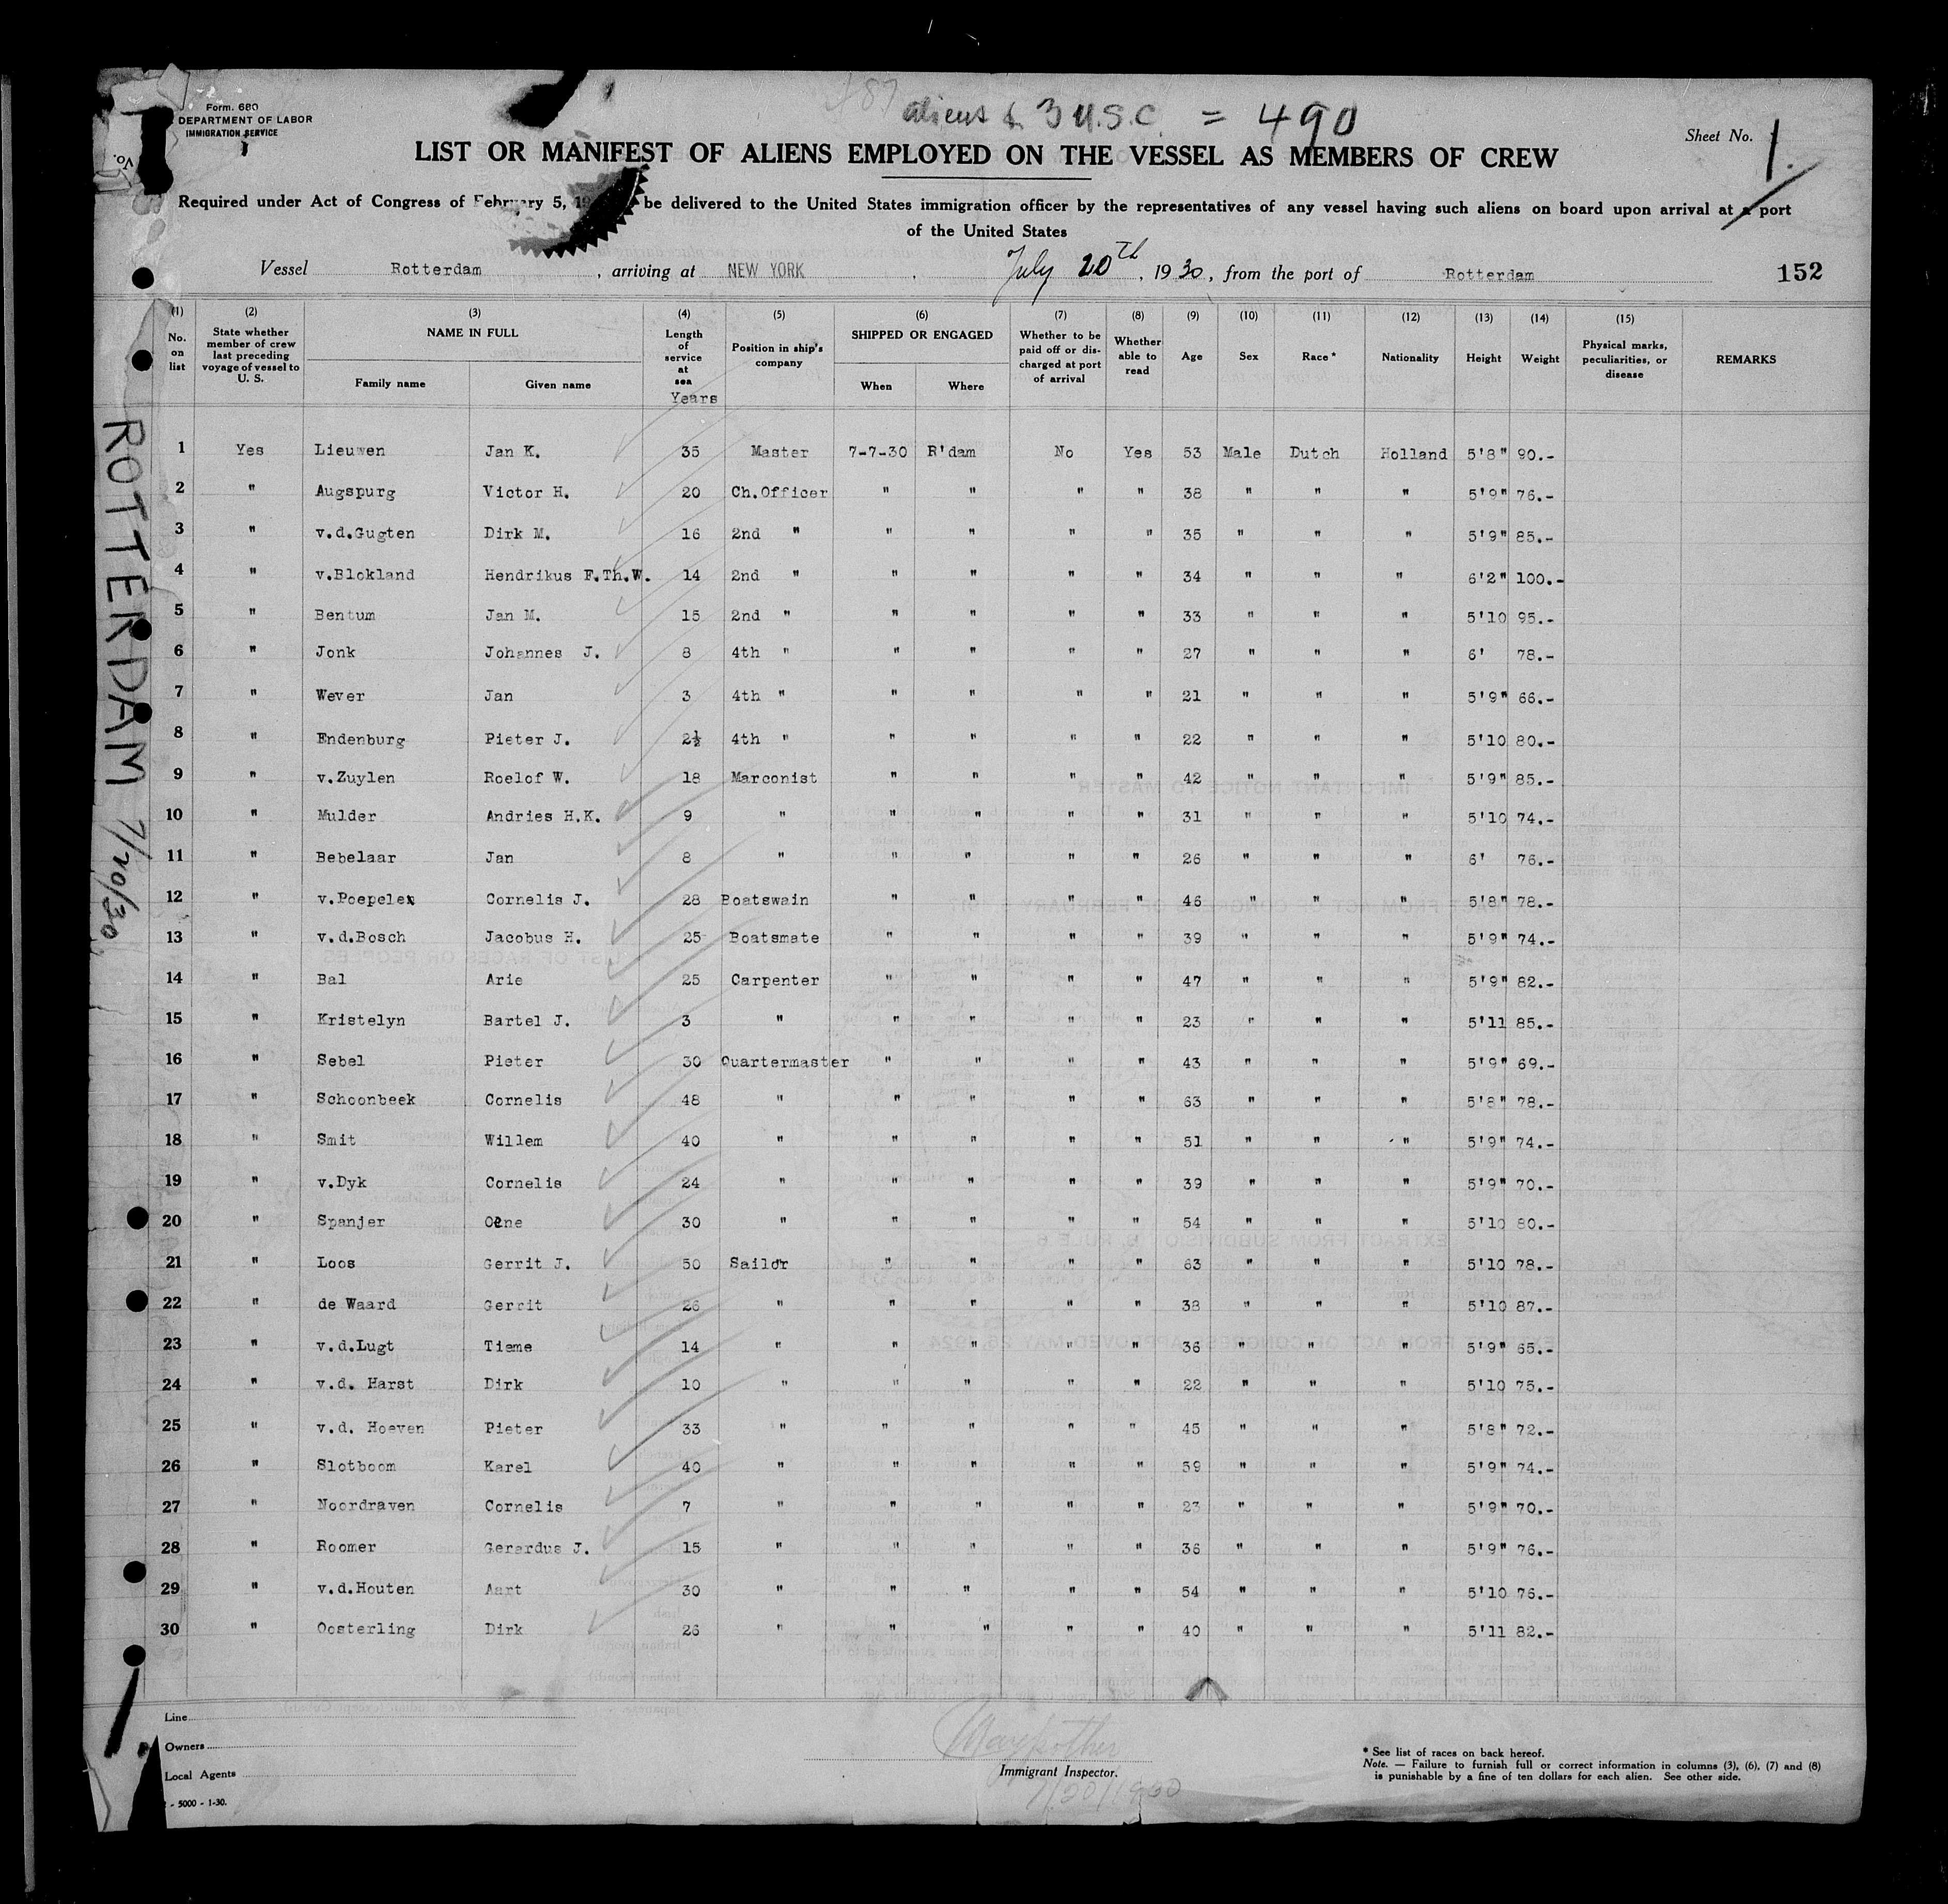 487
aliens & 3 U.S.C. = 490
Form. 680
DEPARTMENT OF LABOR
IMMIGRATION SERVICE
Sheet No. 1.
LIST OR MANIFEST OF ALIENS EMPLOYED ON THE VESSEL AS MEMBERS OF CREW
Required under Act of Congress of February 5, 19 be delivered to the United States immigration officer by the representatives of any vessel having such aliens on board upon arrival at a port
of the United States
Vessel Rotterdam, arriving at NEW YORK, July 20th, 1930, from the port of Rotterdam 152
(1) No. on list (2) State whether member of crew last preceding voyage of vessel to U. S. (3) NAME IN FULL Family name Given name (4) Length of service at sea Years (5) Position in ship's company (6) SHIPPED OR ENGAGED When Where (7) Whether to be paid off or discharged at port of arrival (8) Whether able to read (9) Age (10) Sex (11) Race * (12) Nationality (13) Height (14) Weight (15) Physical marks, peculiarities, or disease REMARKS
1 Yes Lieuwen Jan K. 35 Master 7-7-30 R'dam No Yes 53 Male Dutch Holland 5'8" 90.-
2 " Augspurg Victor H. 20 Ch.Officer " " " " 38 " " " 5'9" 76.-
3 " v.d.Gugten Dirk M. 16 2nd " " " " " 35 " " " 5'9" 85.-
4 " v.Blokland Hendrikus F.Th.W. 14 2nd " " " " " 34 " " " 6'2" 100.-
5 " Bentum Jan M. 15 2nd " " " " " 33 " " " 5'10 95.-
6 " Jonk Johannes J. 8 4th " " " " " 27 " " " 6' 78.-
7 " Wever Jan 3 4th " " " " " 21 " " " 5'9" 66.-
8 " Endenburg Pieter J. 2½ 4th " " " " " 22 " " " 5'10 80.-
9 " v.Zuylen Roelof W. 18 Marconist " " " " 42 " " " 5'9" 85.-
10 " Mulder Andries H.K. 9 " " " " " 31 " " " 5'10 74.-
11 " Bebelaar Jan 8 " " " " " 26 " " " 6' 76.-
12 " v.Poepelen Cornelis J. 28 Boatswain " " " " 46 " " " 5'8" 78.-
13 " v.d.Bosch Jacobus H. 25 Boatsmate " " " " 39 " " " 5'9" 74.-
14 " Bal Arie 25 Carpenter " " " " 47 " " " 5'9" 82.-
15 " Kristelyn Bartel J. 3 " " " " " 23 " " " 5'11 85.-
16 " Sebel Pieter 30 Quartermaster " " " " 43 " " " 5'9" 69.-
17 " Schoonbeek Cornelis 48 " " " " " 63 " " " 5'8" 78.-
18 " Smit Willem 40 " " " " " 51 " " " 5'9" 74.-
19 " v.Dyk Cornelis 24 " " " " " 39 " " " 5'9" 70.-
20 " Spanjer 30 " " " " " 54 " " " 5'10 80.-
21 " Loos Gerrit J. 50 Sailor " " " " 63 " " " 5'10 78.-
22 " de Waard Gerrit 26 " " " " " 38 " " " 5'10 87.-
23 " v.d.Lugt Tieme 14 " " " " " 36 " " " 5'9" 65.-
24 " v.d. Harst Dirk 10 " " " " " 22 " " " 5'10 75.-
25 " v.d. Hoeven Pieter 33 " " " " " 45 " " " 5'8" 72.-
26 " Slotboom Karel 40 " " " " " 59 " " " 5'9" 74.-
27 " Noordraven Cornelis 7 " " " " " 23 " " " 5'9" 70.-
28 " Roomer Gerardus J. 15 " " " " " 36 " " " 5'9" 76.-
29 " v.d.Houten Aart 30 " " " " " 54 " " " 5'10 76.-
30 " Oosterling Dirk 26 " " " " " 40 " " " 5'11 82.-
ROTTERDAM 7/20/30
Line
Owners
Local Agents
- 5000 - 1-30.
Immigrant Inspector.
7/20/1930
* See list of races on back hereof.
Note. — Failure to furnish full or correct information in columns (3), (6), (7) and (8)
is punishable by a fine of ten dollars for each alien. See other side.